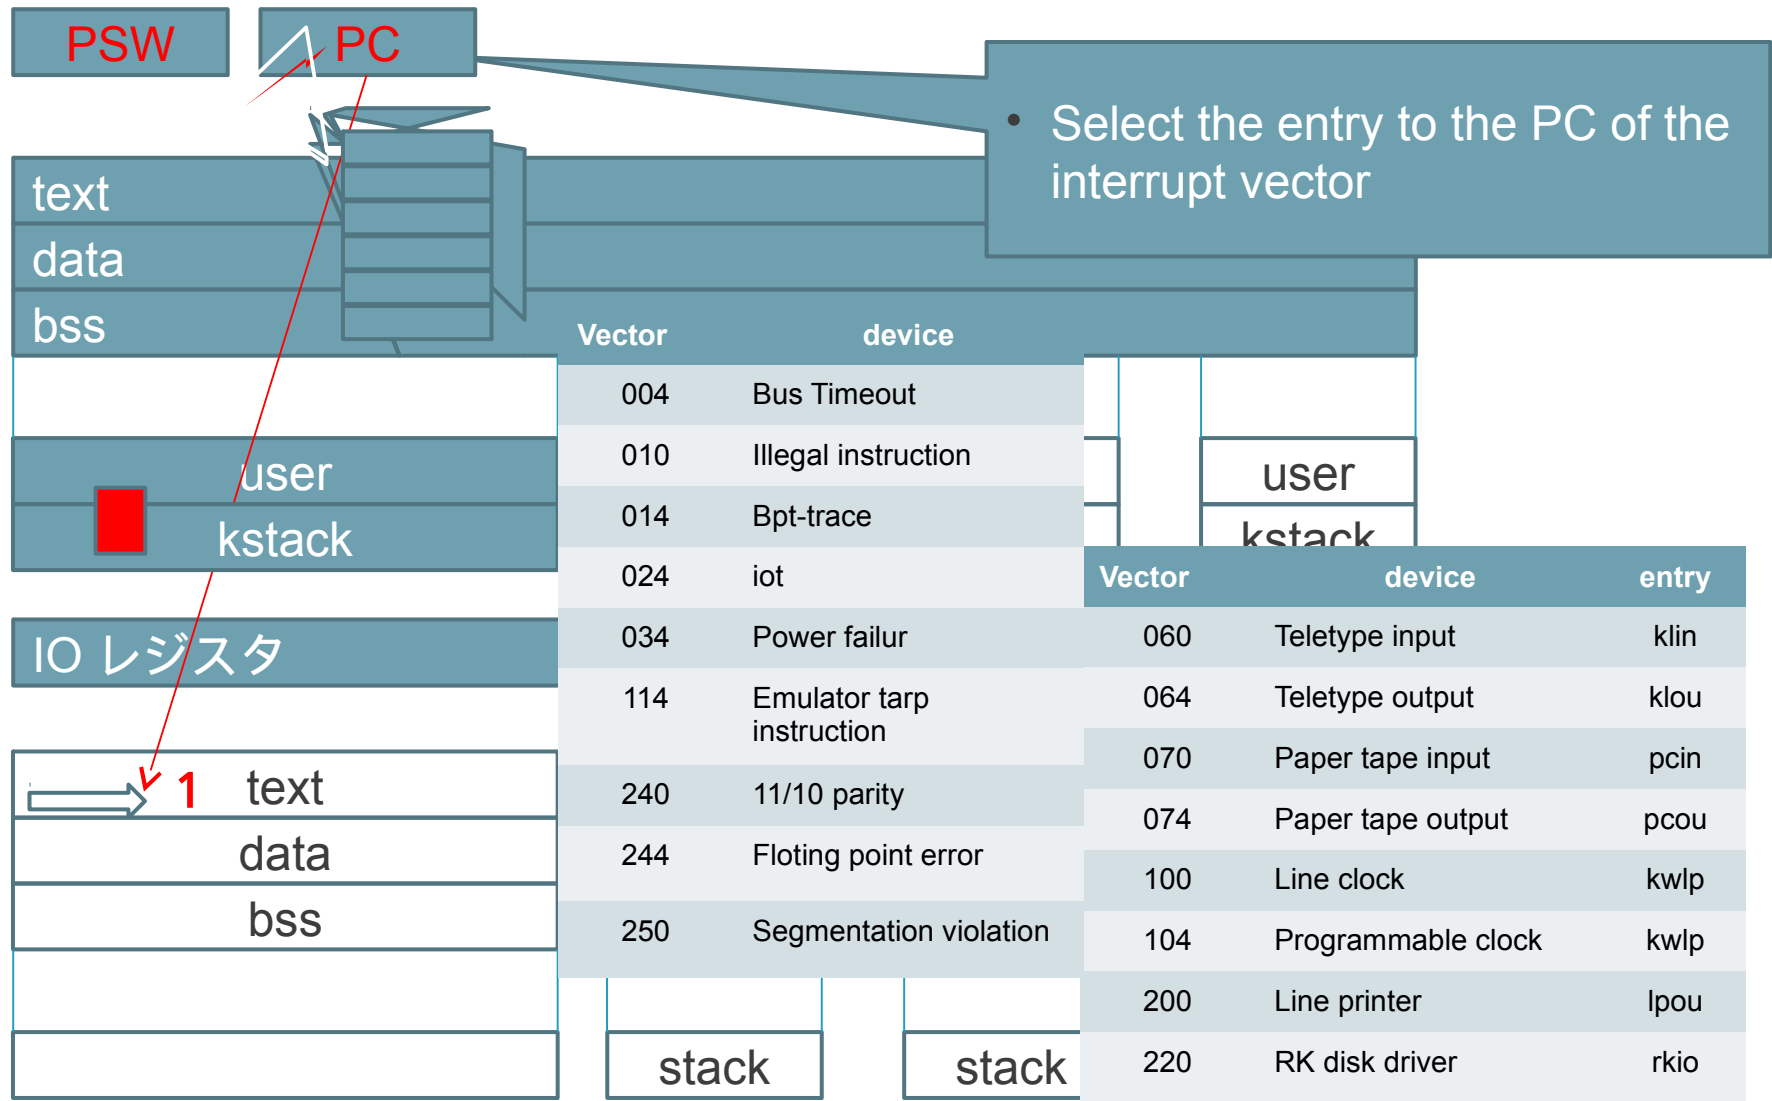 PSW
PC
• Select the entry to the PC of the
interrupt vector
text
data
bss
user
kstack
IO レジスタ
1
text
data
bss
Vector device
004 Bus Timeout
010 Illegal instruction
014 Bpt-trace
024 iot
034 Power failur
114 Emulator tarp
instruction
240 11/10 parity
244 Floting point error
250 Segmentation violation
user
kstack
Vector device entry
060 Teletype input klin
064 Teletype output klou
070 Paper tape input pcin
074 Paper tape output pcou
100 Line clock kwlp
104 Programmable clock kwlp
200 Line printer lpou
220 RK disk driver rkio
stack
stack